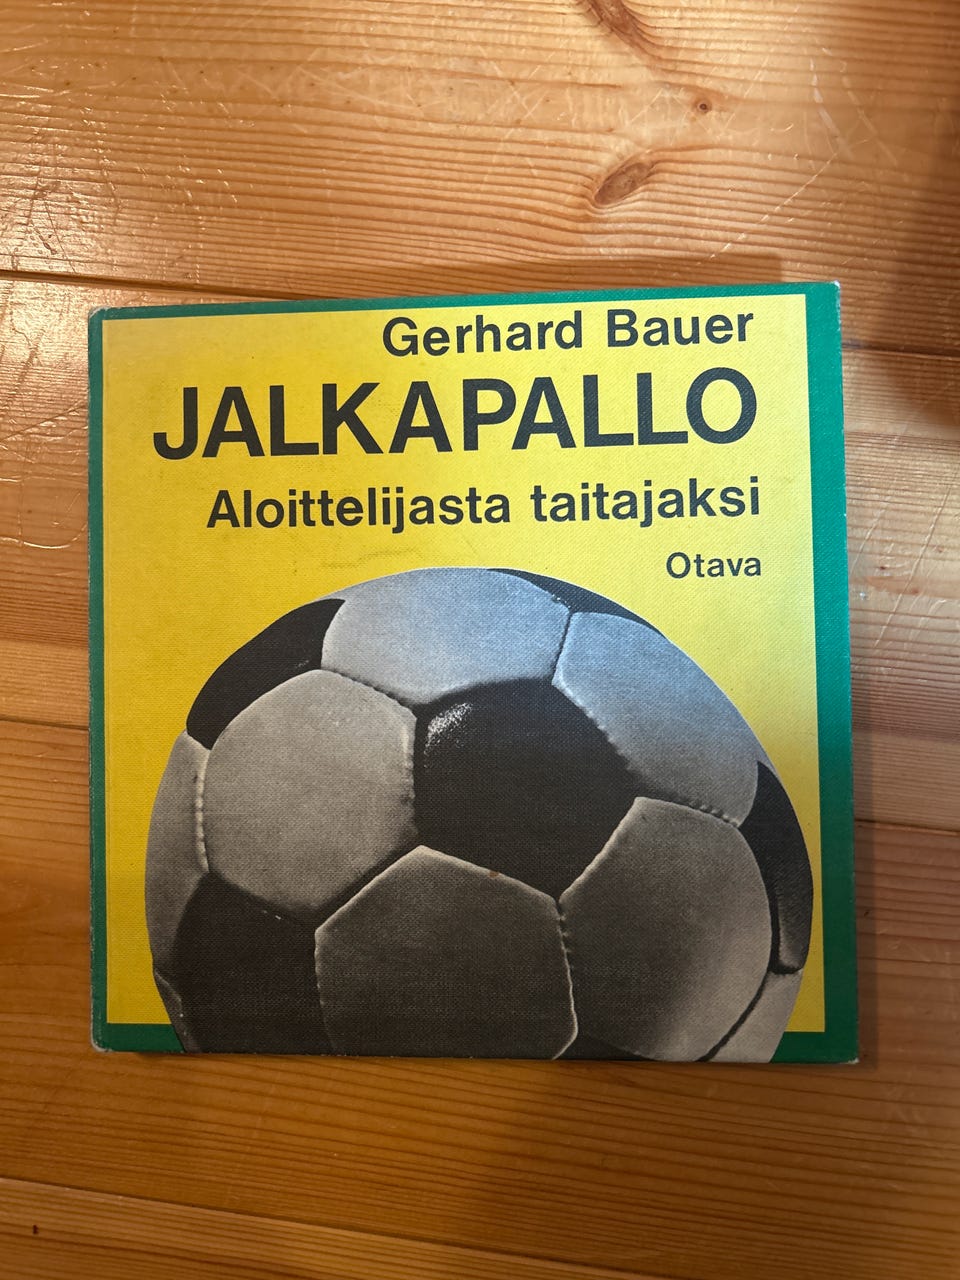 Gerhard Bauer
JALKAPALLO
Aloittelijasta taitajaksi
Otava